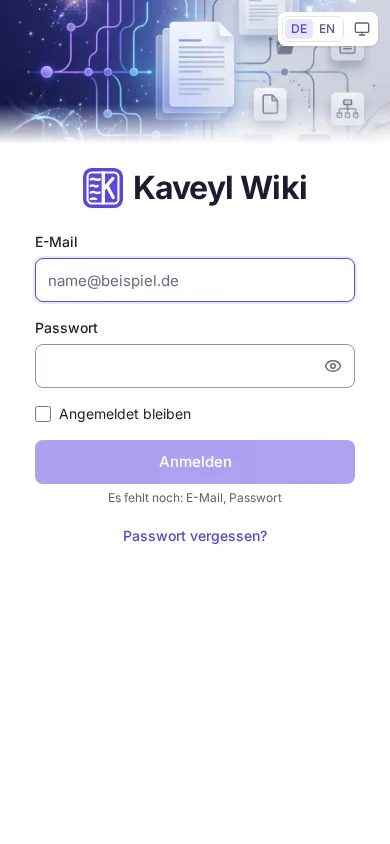 DE EN
Kaveyl Wiki
E-Mail
name@beispiel.de
Passwort
Angemeldet bleiben
Anmelden
Es fehlt noch: E-Mail, Passwort
Passwort vergessen?